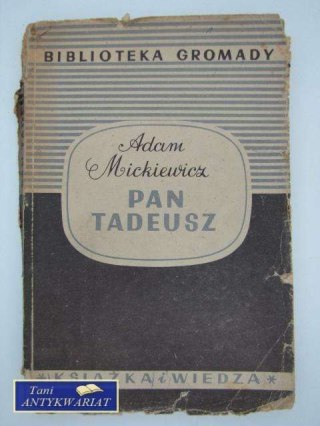 BIBLIOTEKA GROMADY
Adam
Mickiewicz
PAN
TADEUSZ
* KSIĄŻKA i WIEDZA *
Tani
ANTYKWARIAT